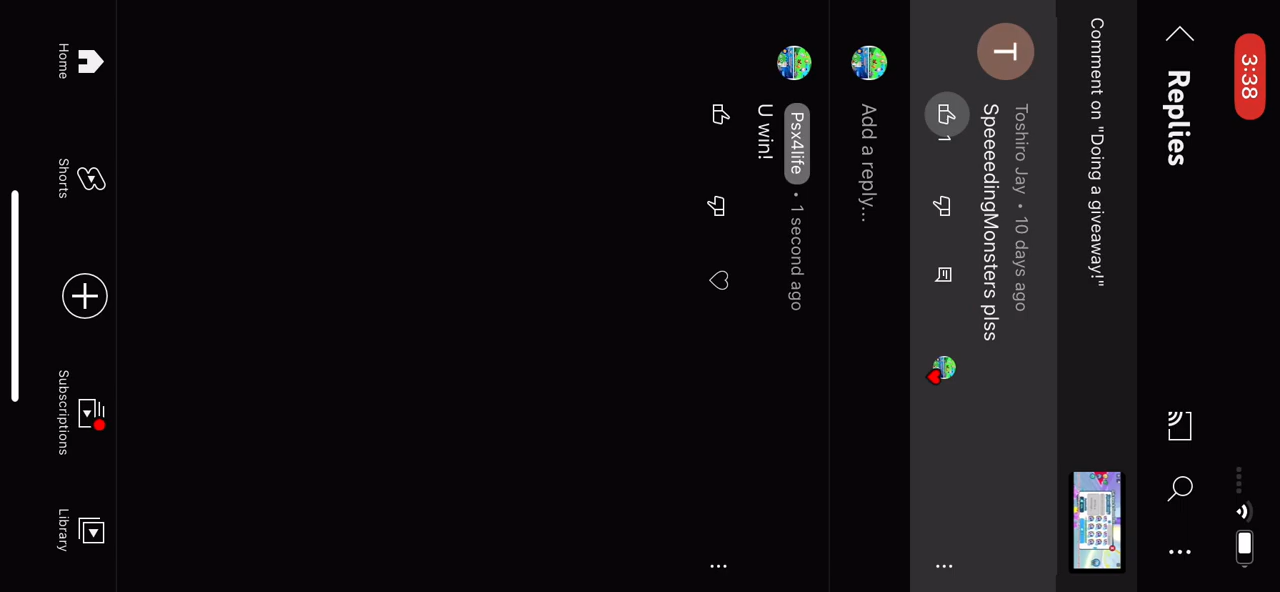 3:38
Replies
Comment on "Doing a giveaway!"
T
Toshiro Jay • 10 days ago
SpeeeedingMonsters plss
1
Add a reply...
Psx4life • 1 second ago
U win!
Home
Shorts
Subscriptions
Library